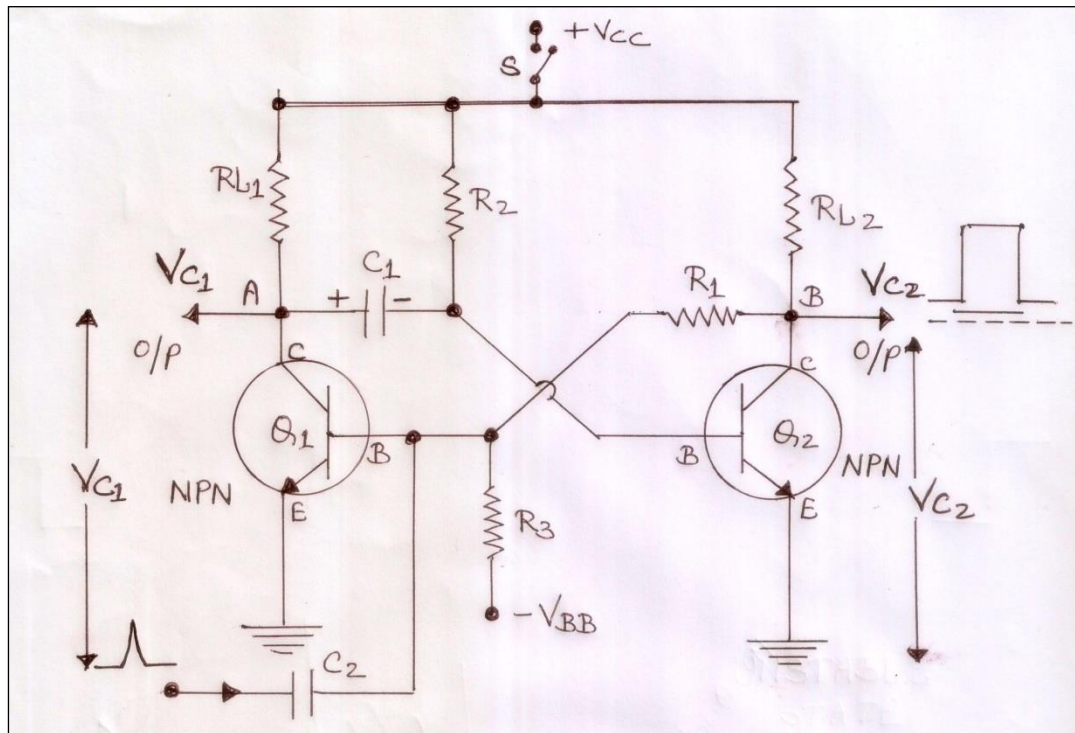 +VCC
S
RL1
R2
RL2
C1
R1
VC1
A
+
-
B
VC2
O/P
O/P
C
C
Q1
B
B
Q2
NPN
NPN
VC1
VC2
E
E
R3
-VBB
C2